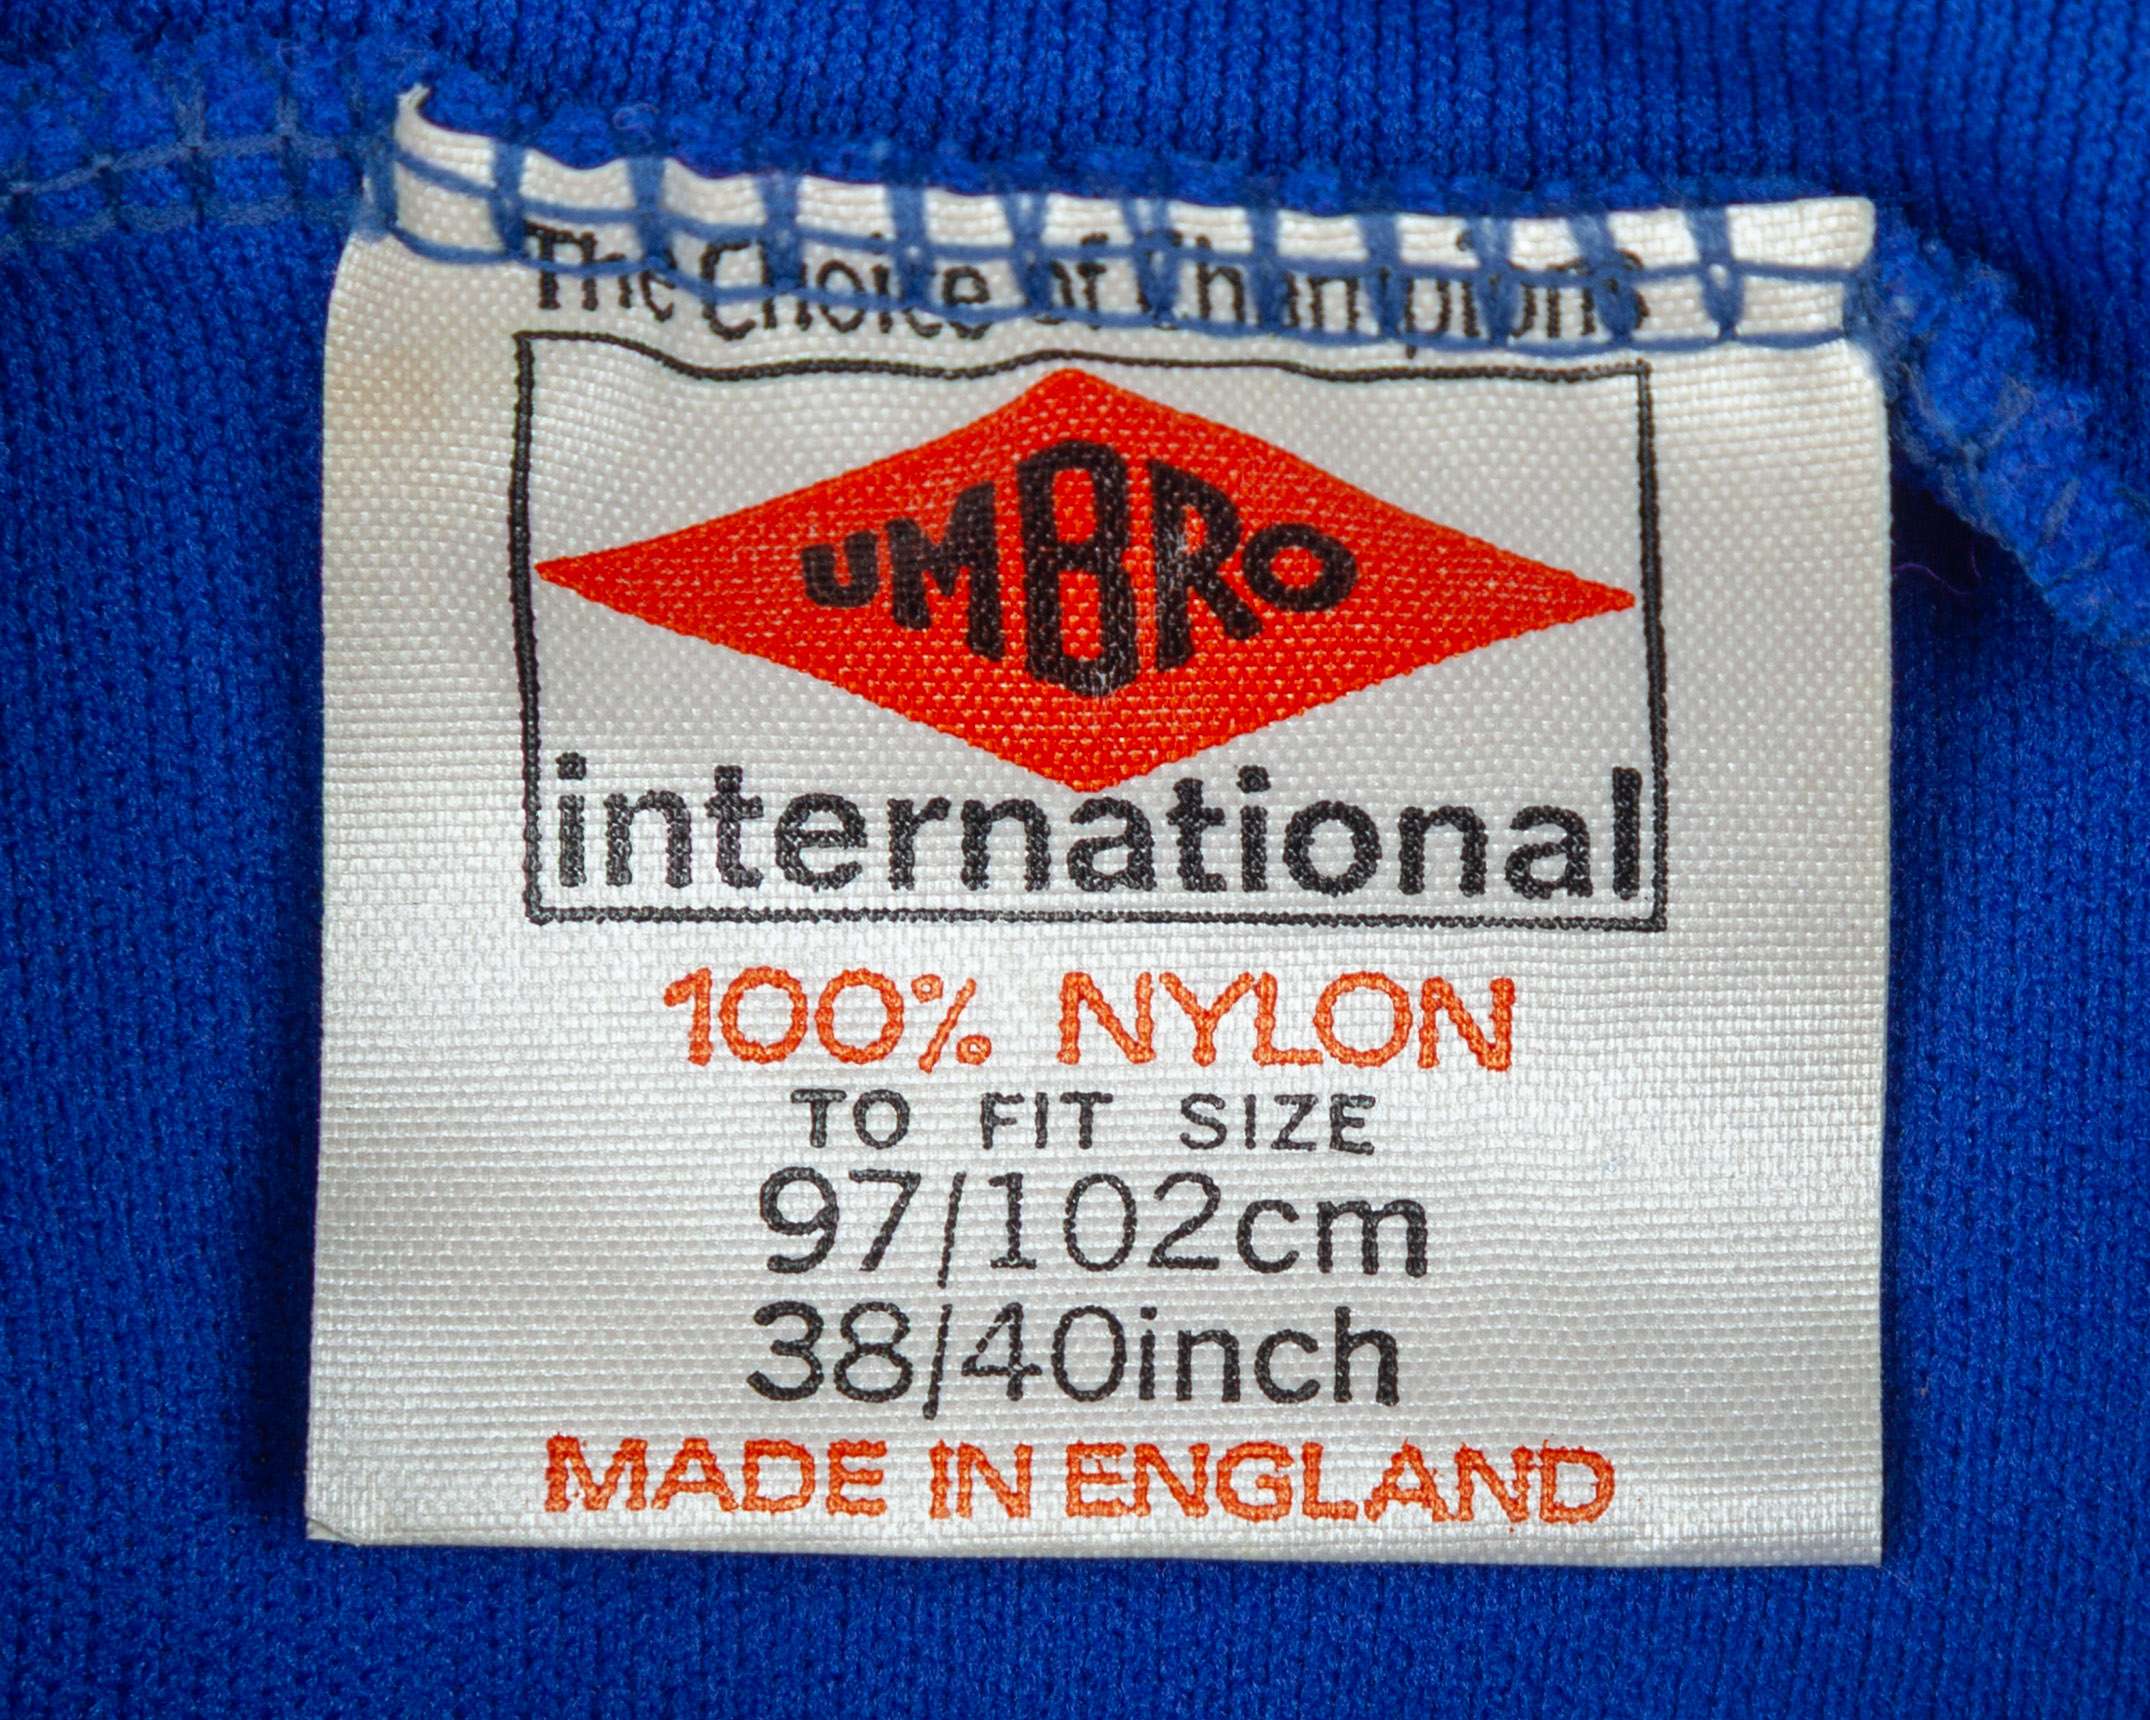 The Choice of Champions
UMBRO
international
100% NYLON
TO FIT SIZE
97/102cm
38/40inch
MADE IN ENGLAND